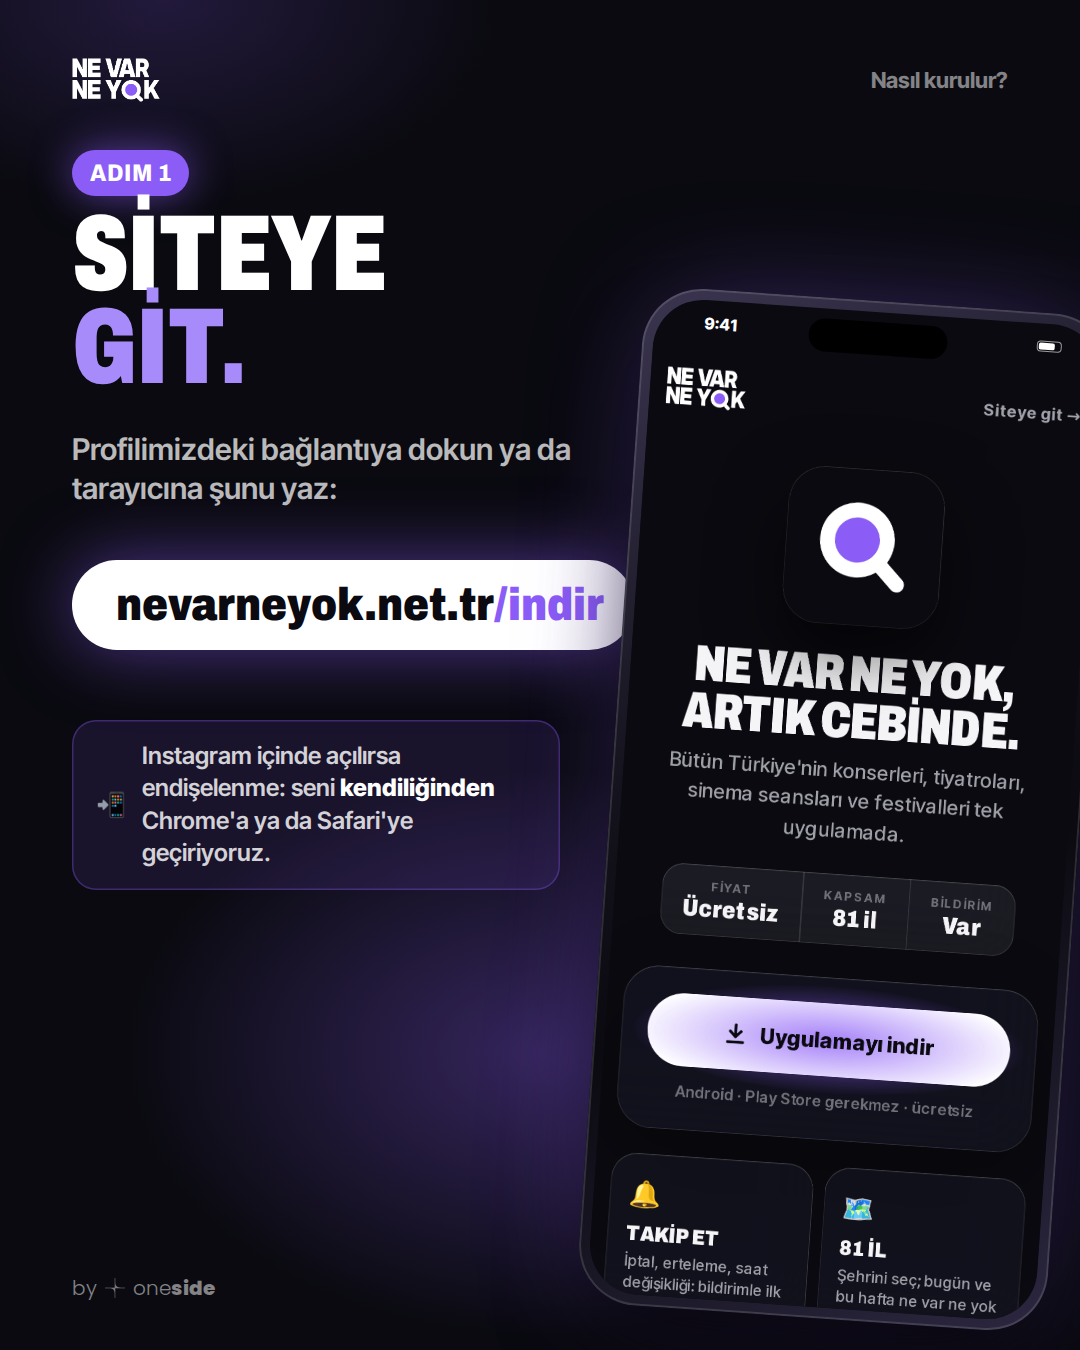 NE VAR
NE YOK
Nasıl kurulur?
ADIM 1
SİTEYE
GİT.
Profilimizdeki bağlantıya dokun ya da
tarayıcına şunu yaz:
nevarneyok.net.tr/indir
Instagram içinde açılırsa
endişelenme: seni kendiliğinden
Chrome'a ya da Safari'ye
geçiriyoruz.
9:41
NE VAR
NE YOK
Siteye git →
NE VAR NE YOK,
ARTIK CEBİNDE.
Bütün Türkiye'nin konserleri, tiyatroları,
sinema seansları ve festivalleri tek
uygulamada.
FİYAT
Ücretsiz
KAPSAM
81 il
BİLDİRİM
Var
Uygulamayı indir
Android · Play Store gerekmez · ücretsiz
TAKİP ET
İptal, erteleme, saat
değişikliği: bildirimle ilk
81 İL
Şehrini seç; bugün ve
bu hafta ne var ne yok
by oneside